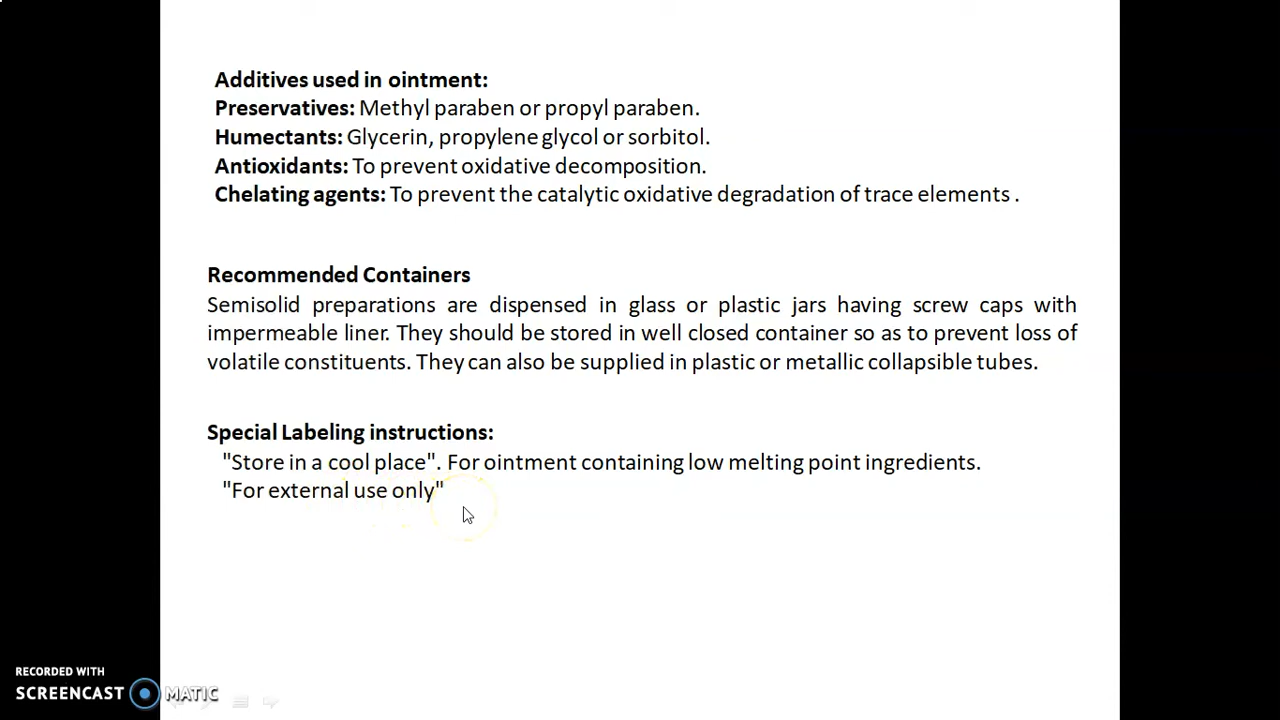 Additives used in ointment:
Preservatives: Methyl paraben or propyl paraben.
Humectants: Glycerin, propylene glycol or sorbitol.
Antioxidants: To prevent oxidative decomposition.
Chelating agents: To prevent the catalytic oxidative degradation of trace elements .
Recommended Containers
Semisolid preparations are dispensed in glass or plastic jars having screw caps with
impermeable liner. They should be stored in well closed container so as to prevent loss of
volatile constituents. They can also be supplied in plastic or metallic collapsible tubes.
Special Labeling instructions:
"Store in a cool place". For ointment containing low melting point ingredients.
"For external use only"
RECORDED WITH
SCREENCAST MATIC